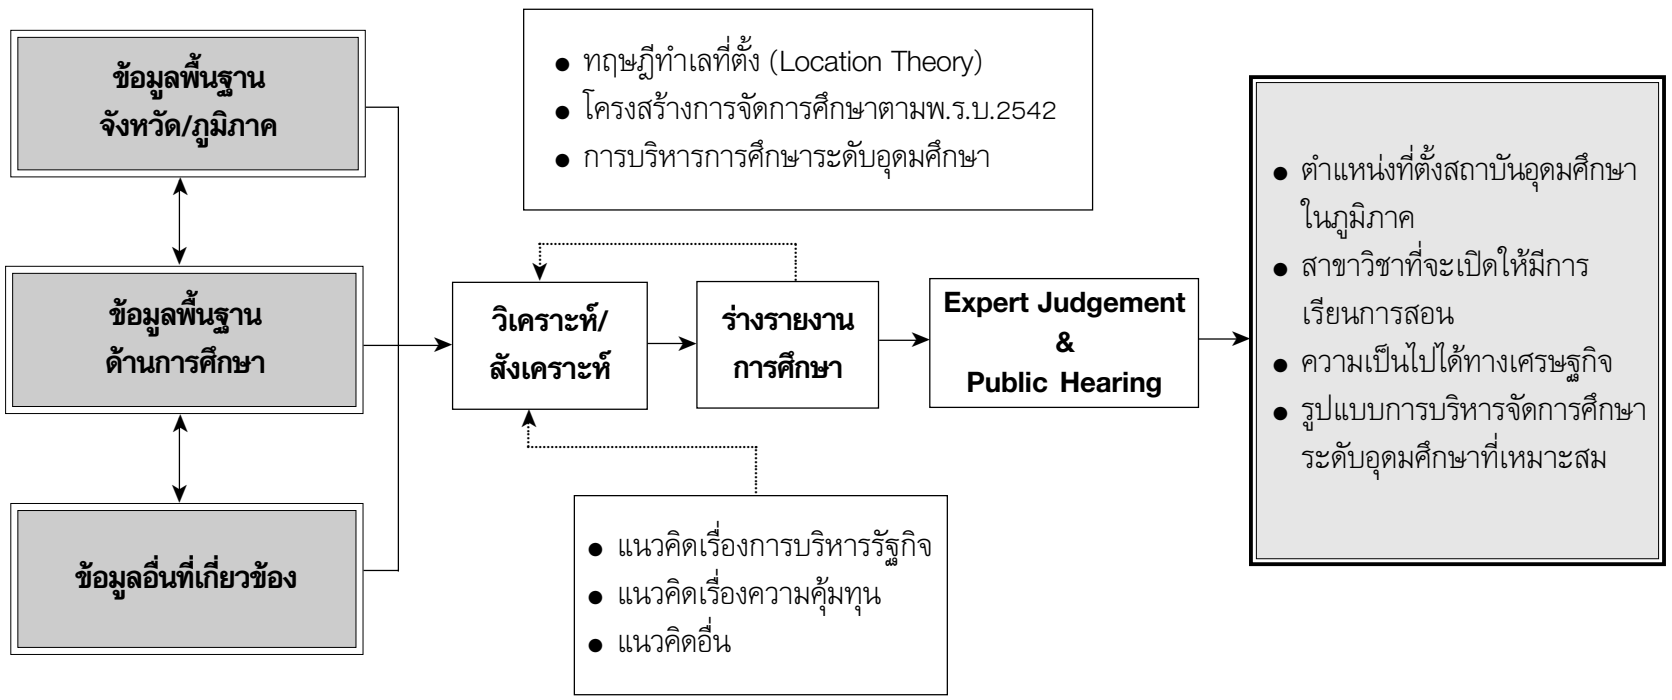 ข้อมูลพื้นฐาน
จังหวัด/ภูมิภาค
ข้อมูลพื้นฐาน
ด้านการศึกษา
ข้อมูลอื่นที่เกี่ยวข้อง
● ทฤษฎีทำเลที่ตั้ง (Location Theory)
● โครงสร้างการจัดการศึกษาตามพ.ร.บ.2542
● การบริหารการศึกษาระดับอุดมศึกษา
วิเคราะห์/
สังเคราะห์
ร่างรายงาน
การศึกษา
Expert Judgement
&
Public Hearing
● แนวคิดเรื่องการบริหารรัฐกิจ
● แนวคิดเรื่องความคุ้มทุน
● แนวคิดอื่น
● ตำแหน่งที่ตั้งสถาบันอุดมศึกษา
ในภูมิภาค
● สาขาวิชาที่จะเปิดให้มีการ
เรียนการสอน
● ความเป็นไปได้ทางเศรษฐกิจ
● รูปแบบการบริหารจัดการศึกษา
ระดับอุดมศึกษาที่เหมาะสม